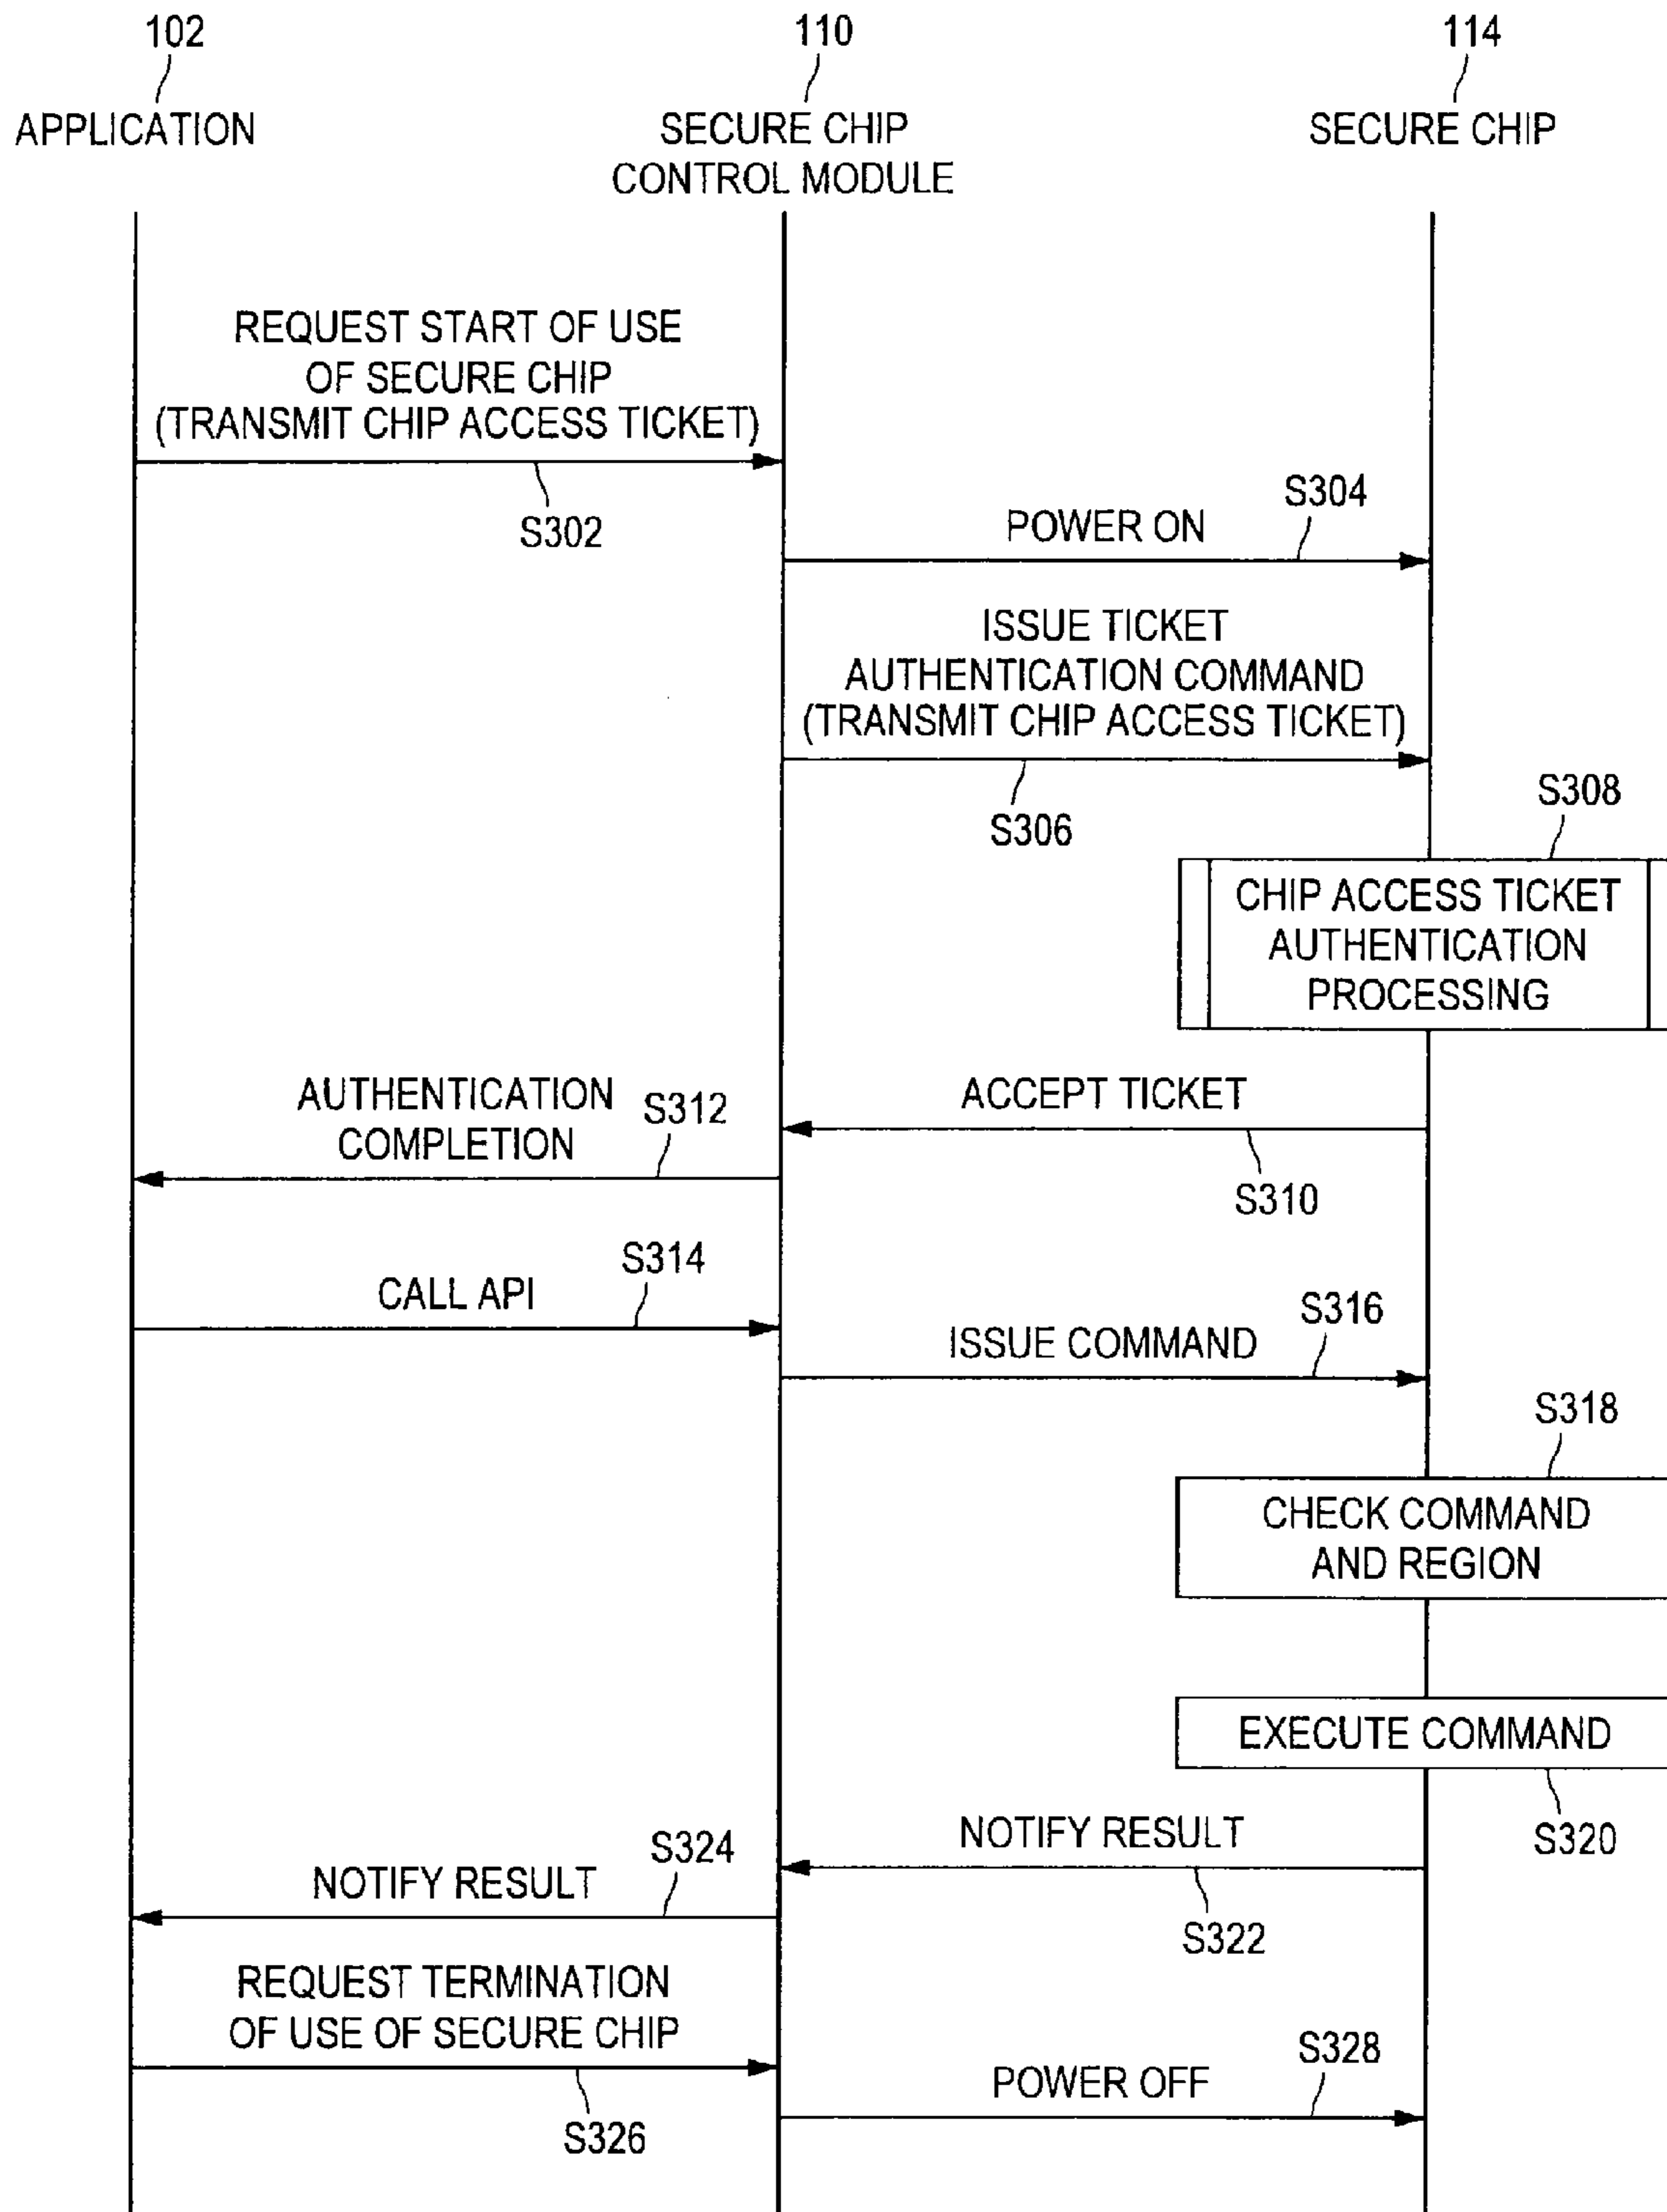 102
110
114
APPLICATION
SECURE CHIP
CONTROL MODULE
SECURE CHIP
REQUEST START OF USE
OF SECURE CHIP
(TRANSMIT CHIP ACCESS TICKET)
S302
S304
POWER ON
ISSUE TICKET
AUTHENTICATION COMMAND
(TRANSMIT CHIP ACCESS TICKET)
S306
S308
CHIP ACCESS TICKET
AUTHENTICATION
PROCESSING
ACCEPT TICKET
S310
AUTHENTICATION
COMPLETION
S312
S314
CALL API
S316
ISSUE COMMAND
S318
CHECK COMMAND
AND REGION
EXECUTE COMMAND
S320
NOTIFY RESULT
S322
S324
NOTIFY RESULT
REQUEST TERMINATION
OF USE OF SECURE CHIP
S326
S328
POWER OFF